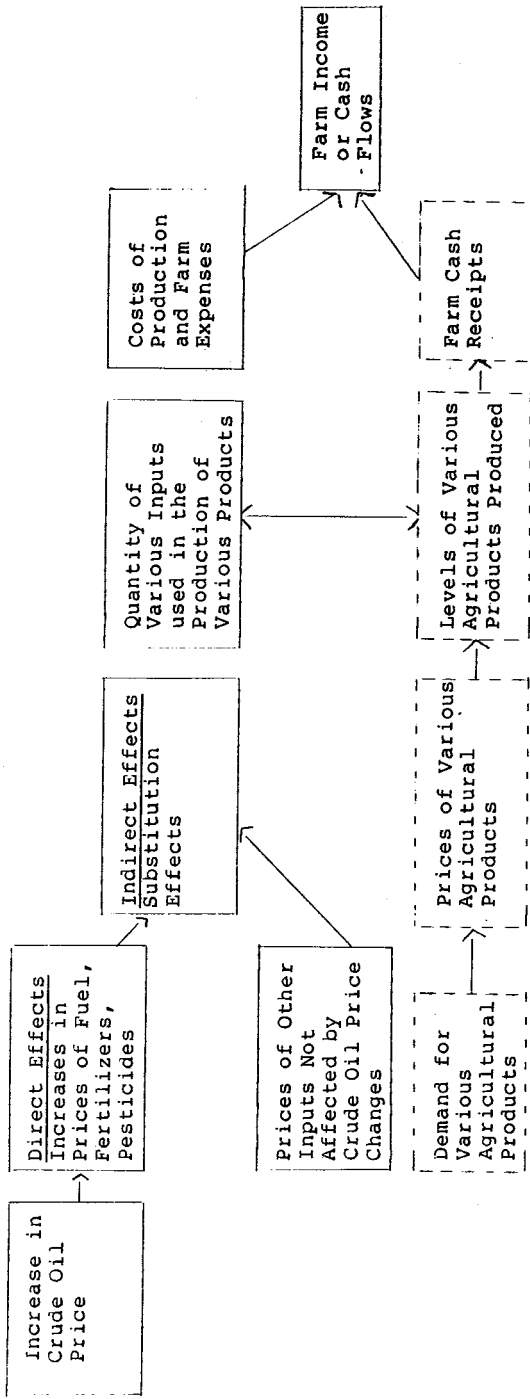 Increase in
Crude Oil
Price
Direct Effects
Increases in
Prices of Fuel,
Fertilizers,
Pesticides
Indirect Effects
Substitution
Effects
Prices of Other
Inputs Not
Affected by
Crude Oil Price
Changes
Quantity of
Various Inputs
used in the
Production of
Various Products
Costs of
Production
and Farm
Expenses
Farm Income
or Cash
Flows
Demand for
Various
Agricultural
Products
Prices of Various
Agricultural
Products
Levels of Various
Agricultural
Products Produced
Farm Cash
Receipts